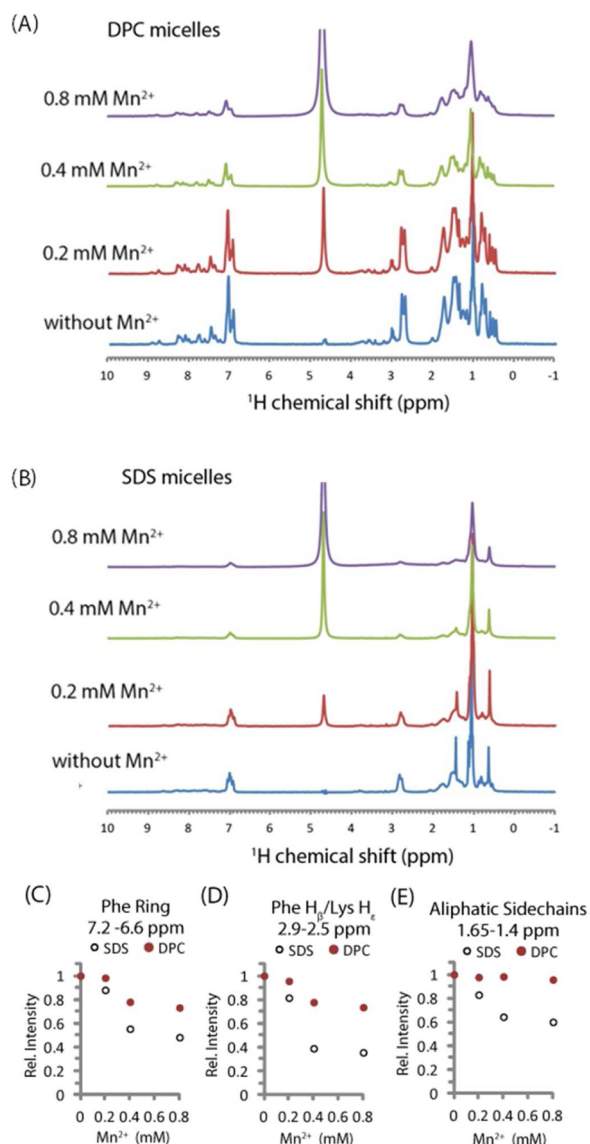 (A)
DPC micelles
0.8 mM Mn²⁺
0.4 mM Mn²⁺
0.2 mM Mn²⁺
without Mn²⁺
10 9 8 7 6 5 4 3 2 1 0 -1
¹H chemical shift (ppm)
(B)
SDS micelles
0.8 mM Mn²⁺
0.4 mM Mn²⁺
0.2 mM Mn²⁺
without Mn²⁺
10 9 8 7 6 5 4 3 2 1 0 -1
¹H chemical shift (ppm)
(C)
Phe Ring
7.2 -6.6 ppm
SDS DPC
Rel. Intensity
1
0.8
0.6
0.4
0.2
0
0 0.2 0.4 0.6 0.8
Mn²⁺ (mM)
(D)
Phe Hβ/Lys Hε
2.9-2.5 ppm
SDS DPC
Rel. Intensity
1
0.8
0.6
0.4
0.2
0
0 0.2 0.4 0.6 0.8
Mn²⁺ (mM)
(E)
Aliphatic Sidechains
1.65-1.4 ppm
SDS DPC
Rel. Intensity
1
0.8
0.6
0.4
0.2
0
0 0.2 0.4 0.6 0.8
Mn²⁺ (mM)